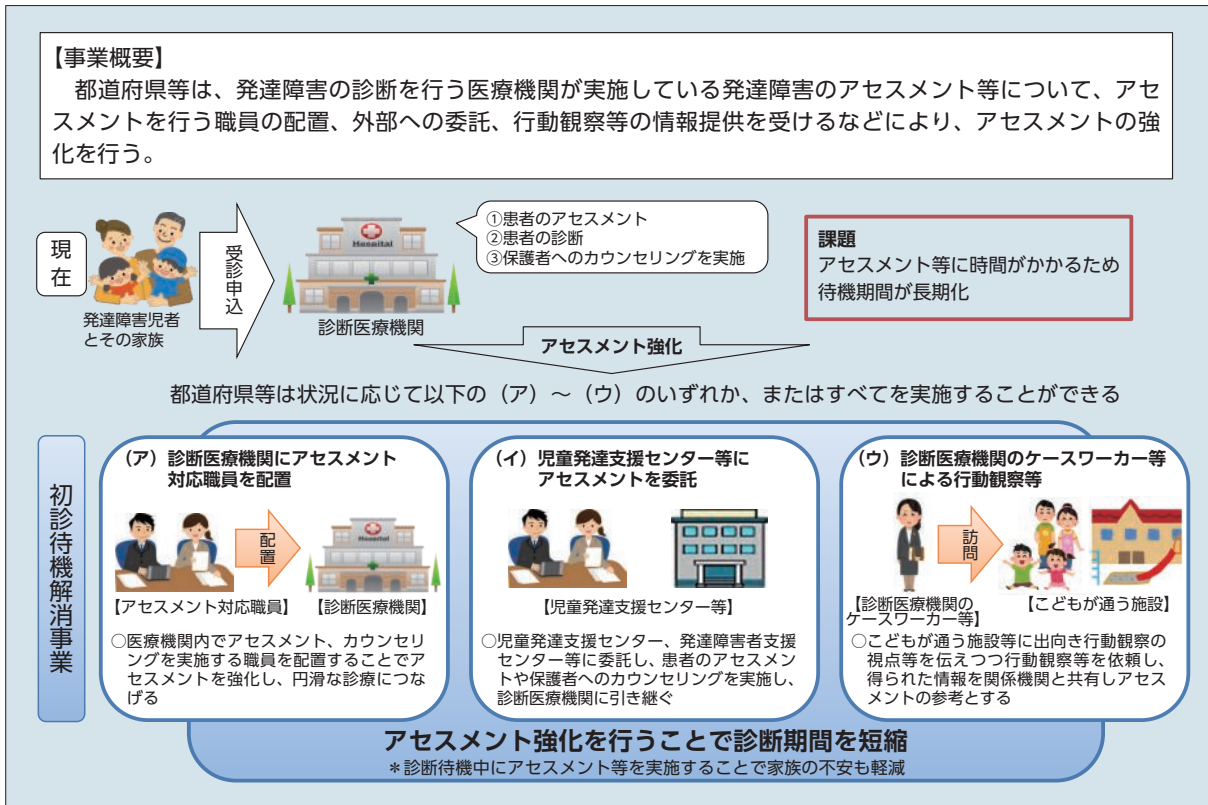 【事業概要】
都道府県等は、発達障害の診断を行う医療機関が実施している発達障害のアセスメント等について、アセ
スメントを行う職員の配置、外部への委託、行動観察等の情報提供を受けるなどにより、アセスメントの強
化を行う。
現在
発達障害児者
とその家族
受診申込
Hospital
診断医療機関
①患者のアセスメント
②患者の診断
③保護者へのカウンセリングを実施
課題
アセスメント等に時間がかかるため
待機期間が長期化
アセスメント強化
都道府県等は状況に応じて以下の（ア）～（ウ）のいずれか、またはすべてを実施することができる
初診待機解消事業
（ア）診断医療機関にアセスメント
対応職員を配置
配置
Hospital
【アセスメント対応職員】
【診断医療機関】
○医療機関内でアセスメント、カウンセリ
ングを実施する職員を配置することでア
セスメントを強化し、円滑な診療につな
げる
（イ）児童発達支援センター等に
アセスメントを委託
【児童発達支援センター等】
○児童発達支援センター、発達障害者支援
センター等に委託し、患者のアセスメン
トや保護者へのカウンセリングを実施し、
診断医療機関に引き継ぐ
（ウ）診断医療機関のケースワーカー等
による行動観察等
訪問
【診断医療機関の
ケースワーカー等】
【こどもが通う施設】
○こどもが通う施設等に出向き行動観察の
視点等を伝えつつ行動観察等を依頼し、
得られた情報を関係機関と共有しアセス
メントの参考とする
アセスメント強化を行うことで診断期間を短縮
＊診断待機中にアセスメント等を実施することで家族の不安も軽減